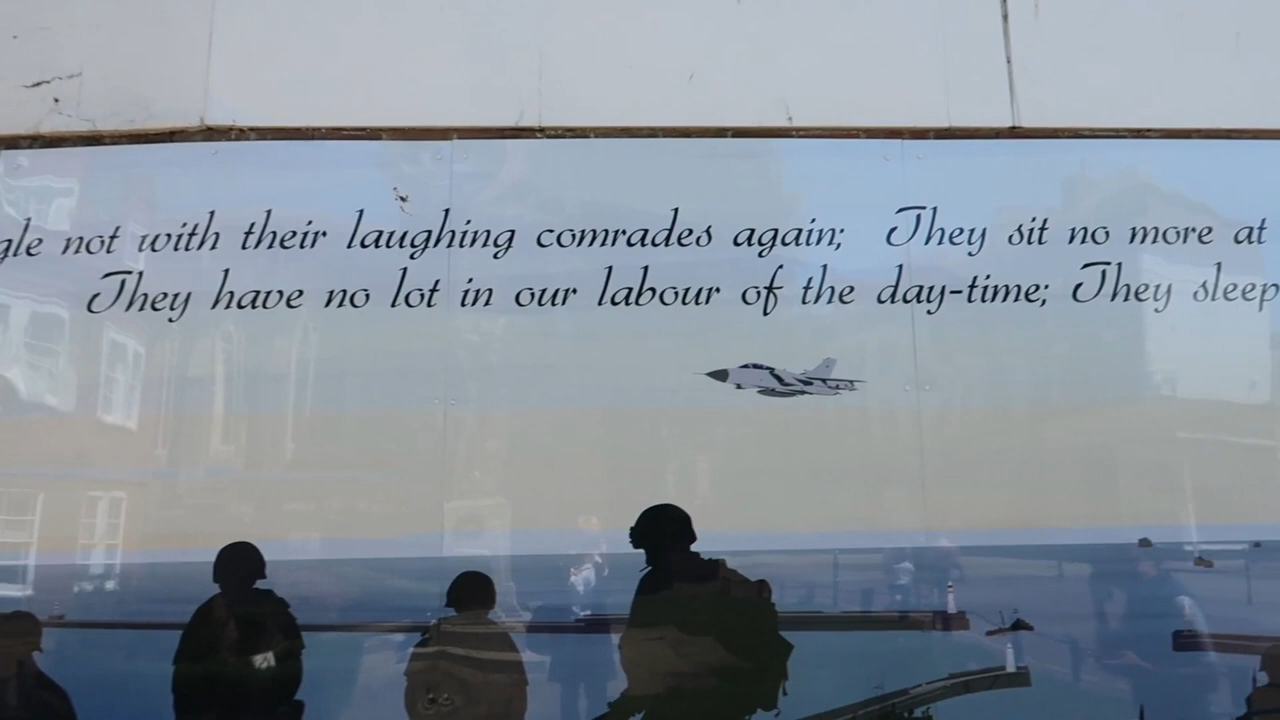 gle not with their laughing comrades again; They sit no more at
They have no lot in our labour of the day-time; They sleep